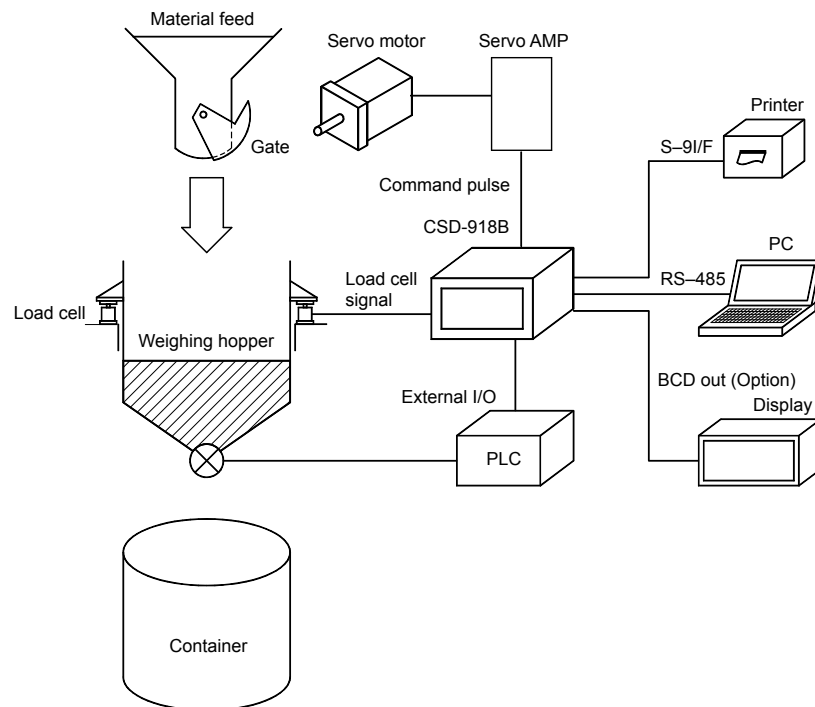 Material feed
Servo motor
Servo AMP
Gate
Printer
S–9I/F
Command pulse
CSD-918B
PC
Load cell
signal
RS–485
Load cell
Weighing hopper
External I/O
BCD out (Option)
Display
PLC
Container